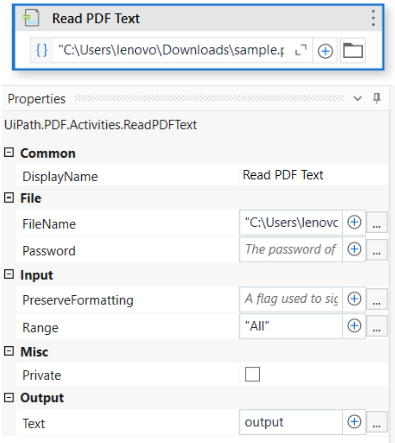 Read PDF Text
{} "C:\Users\lenovo\Downloads\sample.p
Properties
UiPath.PDF.Activities.ReadPDFText
Common
DisplayName Read PDF Text
File
FileName "C:\Users\lenovo ...
Password The password of ...
Input
PreserveFormatting A flag used to sig ...
Range "All" ...
Misc
Private
Output
Text output ...